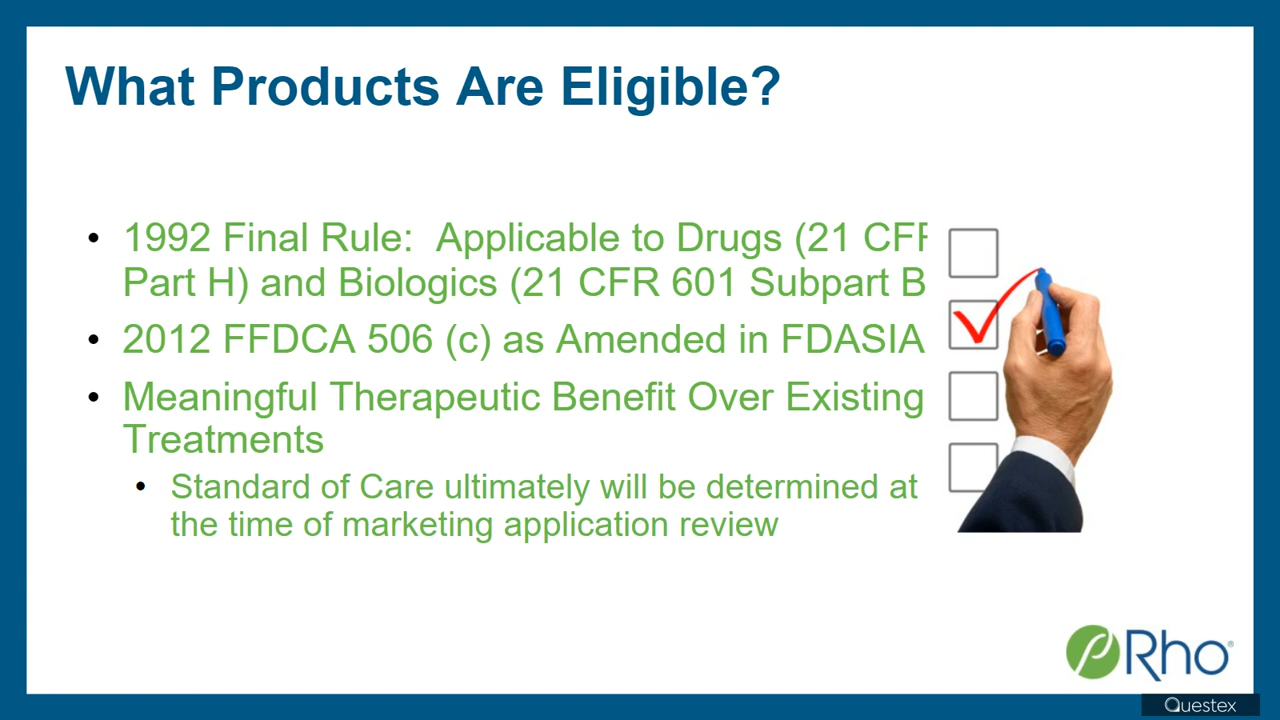 What Products Are Eligible?
• 1992 Final Rule: Applicable to Drugs (21 CFR
Part H) and Biologics (21 CFR 601 Subpart B
• 2012 FFDCA 506 (c) as Amended in FDASIA
• Meaningful Therapeutic Benefit Over Existing
Treatments
• Standard of Care ultimately will be determined at
the time of marketing application review
Rho®
Questex